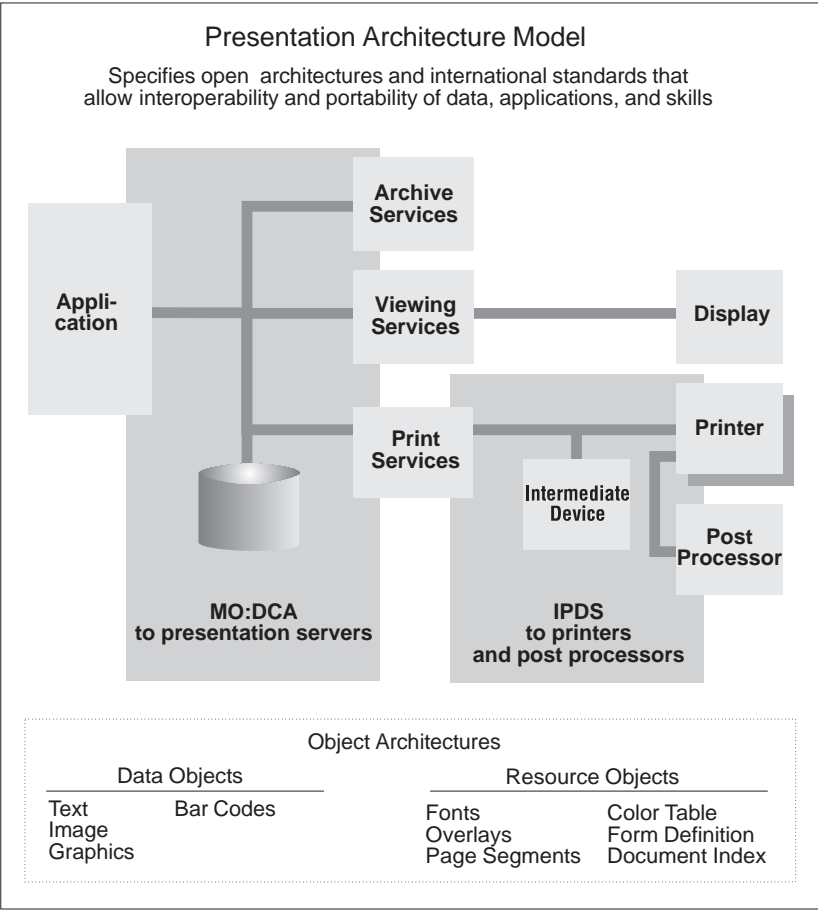 Presentation Architecture Model
Specifies open architectures and international standards that
allow interoperability and portability of data, applications, and skills
Archive
Services
Appli-
cation
Viewing
Services
Display
Print
Services
Printer
Intermediate
Device
Post
Processor
MO:DCA
to presentation servers
IPDS
to printers
and post processors
Object Architectures
Data Objects
Text
Image
Graphics
Bar Codes
Resource Objects
Fonts
Overlays
Page Segments
Color Table
Form Definition
Document Index